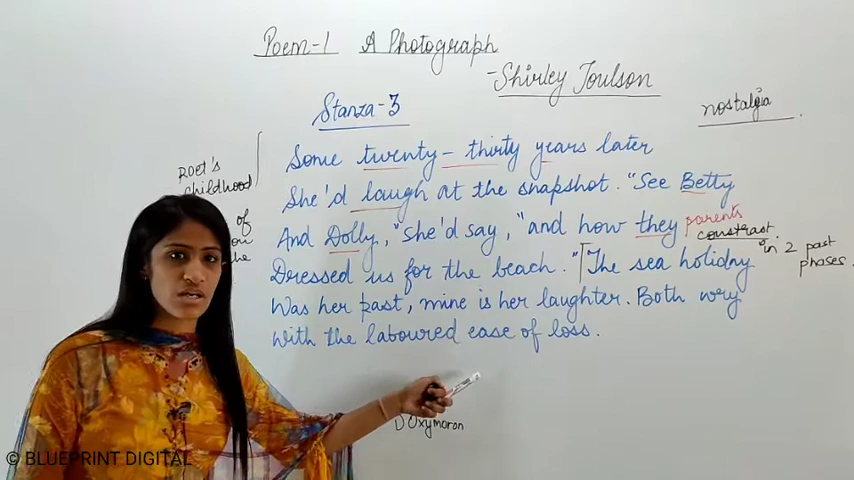 Poem-1 A Photograph
-Shirley Toulson
Stanza-3
nostalgia
Some twenty-thirty years later
She'd laugh at the snapshot. "See Betty
And Dolly," she'd say, "and how they
Dressed us for the beach." The sea holiday
Was her past, mine is her laughter. Both wry
with the laboured ease of loss.
poet's
childhood
of
parents
constrast
in 2 past
phases.
Oxymoron
© BLUEPRINT DIGITAL